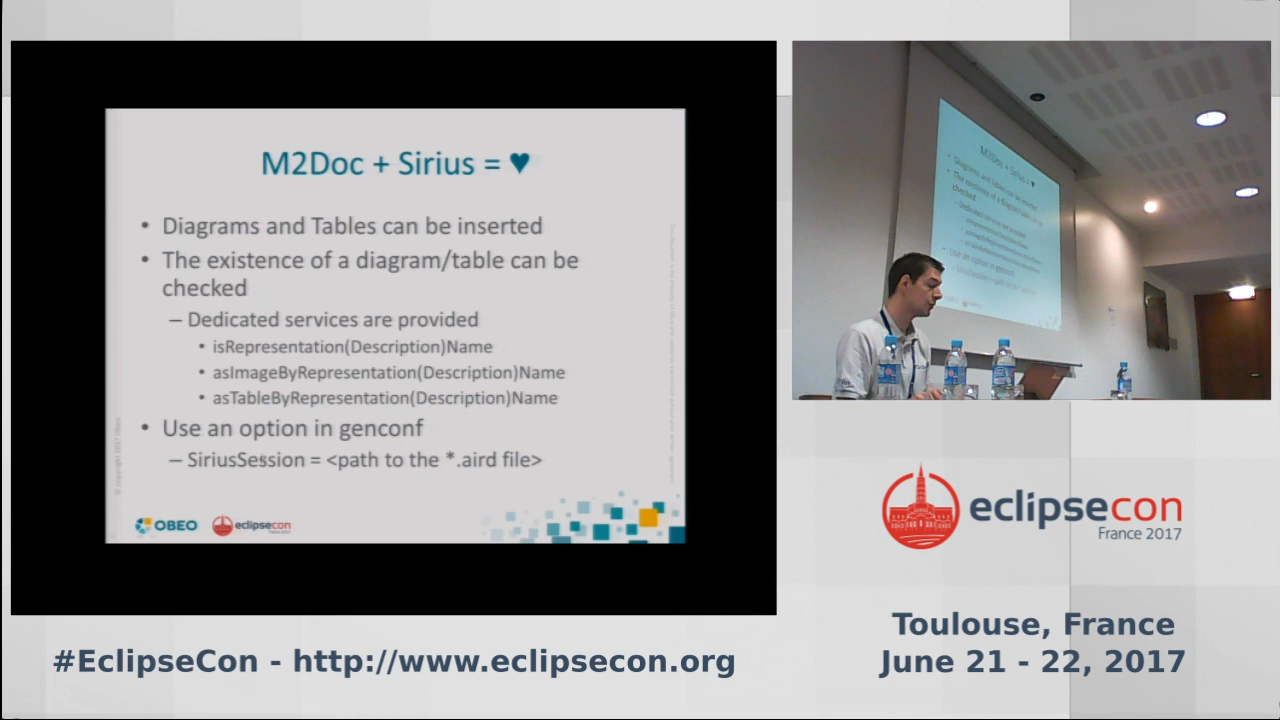 M2Doc + Sirius = ♥
• Diagrams and Tables can be inserted
• The existence of a diagram/table can be
checked
– Dedicated services are provided
• isRepresentation(Description)Name
• asImageByRepresentation(Description)Name
• asTableByRepresentation(Description)Name
• Use an option in genconf
– SiriusSession = <path to the *.aird file>
OBEO
eclipsecon
France 2017
eclipsecon
France 2017
#EclipseCon - http://www.eclipsecon.org
Toulouse, France
June 21 - 22, 2017